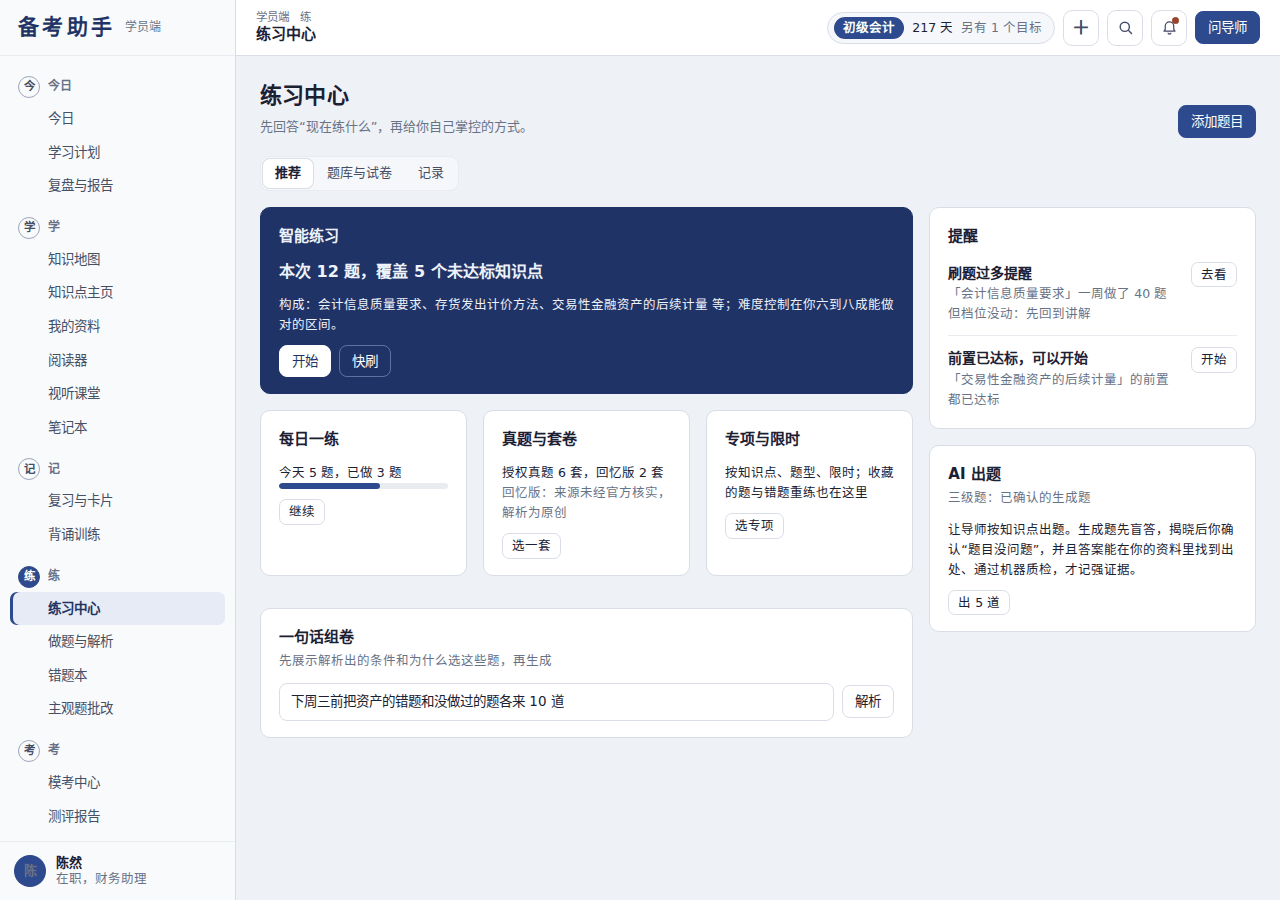 备考助手 学员端
今 今日
今日
学习计划
复盘与报告
学 学
知识地图
知识点主页
我的资料
阅读器
视听课堂
笔记本
记 记
复习与卡片
背诵训练
练 练
练习中心
做题与解析
错题本
主观题批改
考 考
模考中心
测评报告
陈 陈然
在职，财务助理
学员端 练
练习中心
初级会计 217 天 另有 1 个目标
问导师
练习中心
先回答“现在练什么”，再给你自己掌控的方式。
添加题目
推荐 题库与试卷 记录
智能练习
本次 12 题，覆盖 5 个未达标知识点
构成：会计信息质量要求、存货发出计价方法、交易性金融资产的后续计量 等；难度控制在你六到八成能做
对的区间。
开始 快刷
每日一练
今天 5 题，已做 3 题
继续
真题与套卷
授权真题 6 套，回忆版 2 套
回忆版：来源未经官方核实，
解析为原创
选一套
专项与限时
按知识点、题型、限时；收藏
的题与错题重练也在这里
选专项
一句话组卷
先展示解析出的条件和为什么选这些题，再生成
下周三前把资产的错题和没做过的题各来 10 道
解析
提醒
刷题过多提醒
「会计信息质量要求」一周做了 40 题
但档位没动：先回到讲解
去看
前置已达标，可以开始
「交易性金融资产的后续计量」的前置
都已达标
开始
AI 出题
三级题：已确认的生成题
让导师按知识点出题。生成题先盲答，揭晓后你确
认“题目没问题”，并且答案能在你的资料里找到出
处、通过机器质检，才记强证据。
出 5 道